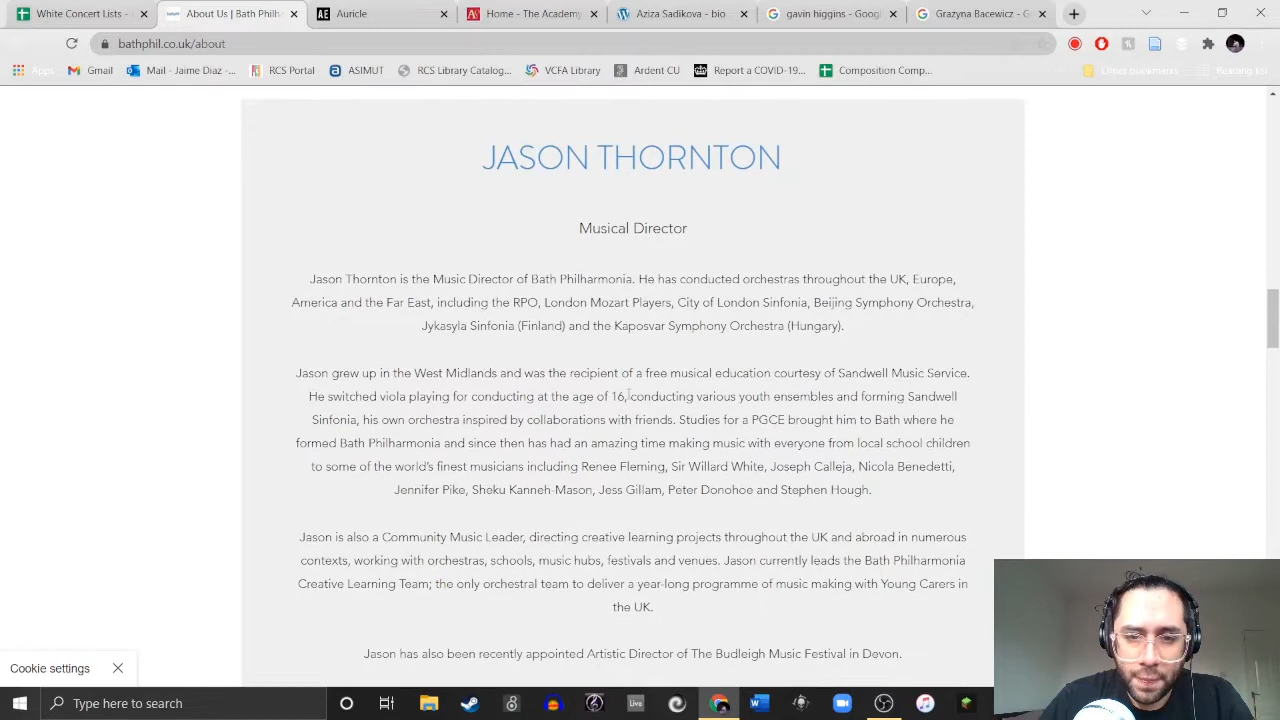 White Concert Lists -
About Us | Bath Philh
Auricle
Home - The Academy
Aziza Sadikova - bio
gavin higgins - Googl
Grazyna Bacewicz - G
bathphil.co.uk/about
Apps
Gmail
Mail - Jaime Diaz -...
RCS Portal
ASIMUT
RCS Library Catalog...
VCFA Library
Ardent CU
Report a COVID-19...
Composition Comp...
Other bookmarks
Reading list
JASON THORNTON
Musical Director
Jason Thornton is the Music Director of Bath Philharmonia. He has conducted orchestras throughout the UK, Europe,
America and the Far East, including the RPO, London Mozart Players, City of London Sinfonia, Beijing Symphony Orchestra,
Jykasyla Sinfonia (Finland) and the Kaposvar Symphony Orchestra (Hungary).
Jason grew up in the West Midlands and was the recipient of a free musical education courtesy of Sandwell Music Service.
He switched viola playing for conducting at the age of 16, conducting various youth ensembles and forming Sandwell
Sinfonia, his own orchestra inspired by collaborations with friends. Studies for a PGCE brought him to Bath where he
formed Bath Philharmonia and since then has had an amazing time making music with everyone from local school children
to some of the world's finest musicians including Renee Fleming, Sir Willard White, Joseph Calleja, Nicola Benedetti,
Jennifer Pike, Sheku Kanneh-Mason, Jess Gillam, Peter Donohoe and Stephen Hough.
Jason is also a Community Music Leader, directing creative learning projects throughout the UK and abroad in numerous
contexts, working with orchestras, schools, music hubs, festivals and venues. Jason currently leads the Bath Philharmonia
Creative Learning Team; the only orchestral team to deliver a year-long programme of music making with Young Carers in
the UK.
Jason has also been recently appointed Artistic Director of The Budleigh Music Festival in Devon.
Cookie settings
Type here to search
Live